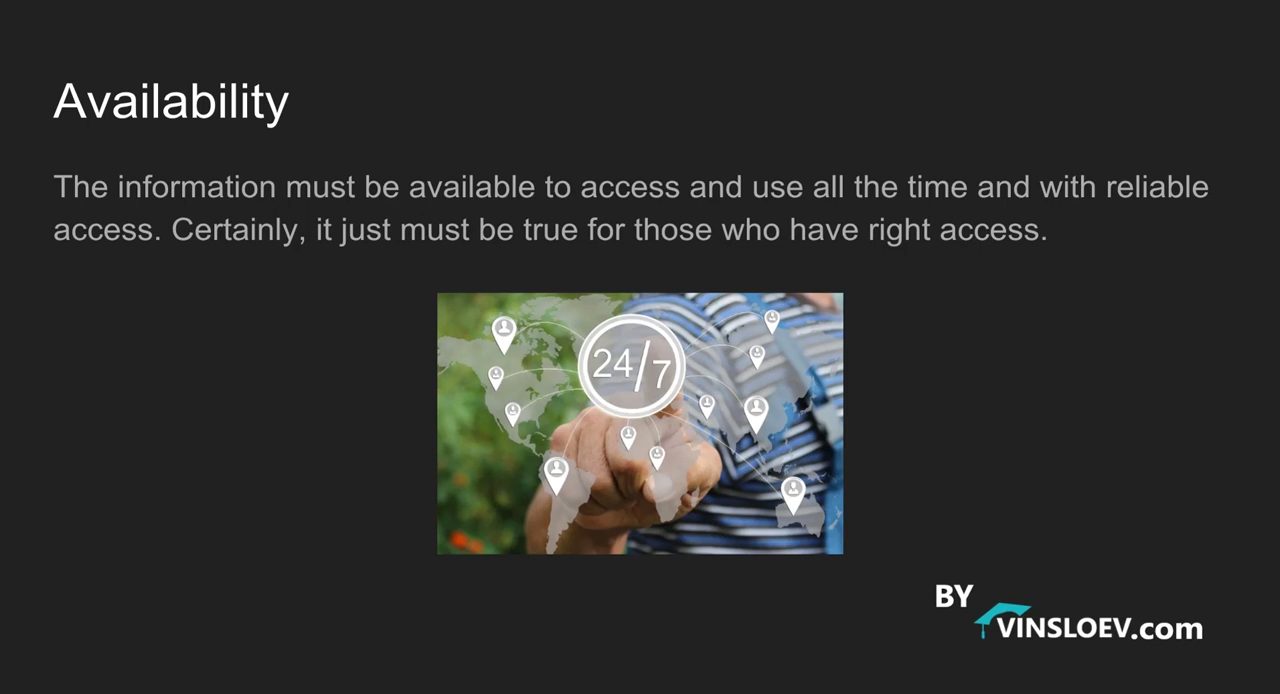 Availability
The information must be available to access and use all the time and with reliable
access. Certainly, it just must be true for those who have right access.
24/7
BY
VINSLOEV.com